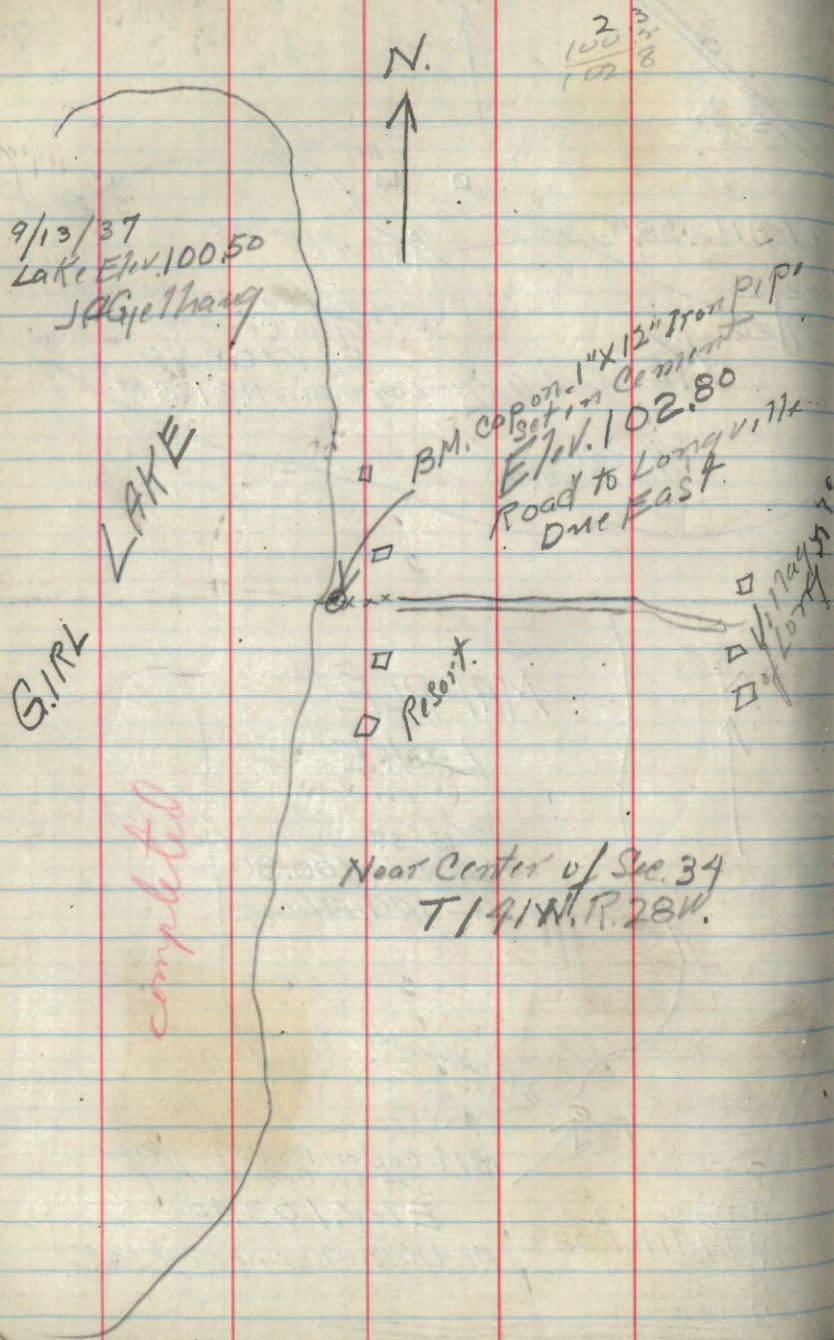 2 3
100 5
102 8
N.
9/13/37
Lake Elev. 100.50
BM. Cap on 1"X12" Iron pipe
set in Cement
Elev. 102.80
Road to Longville
Due East
GIRL LAKE
Village
of
Resort.
completed
Near Center of Sec. 34
T141N. R.28W.